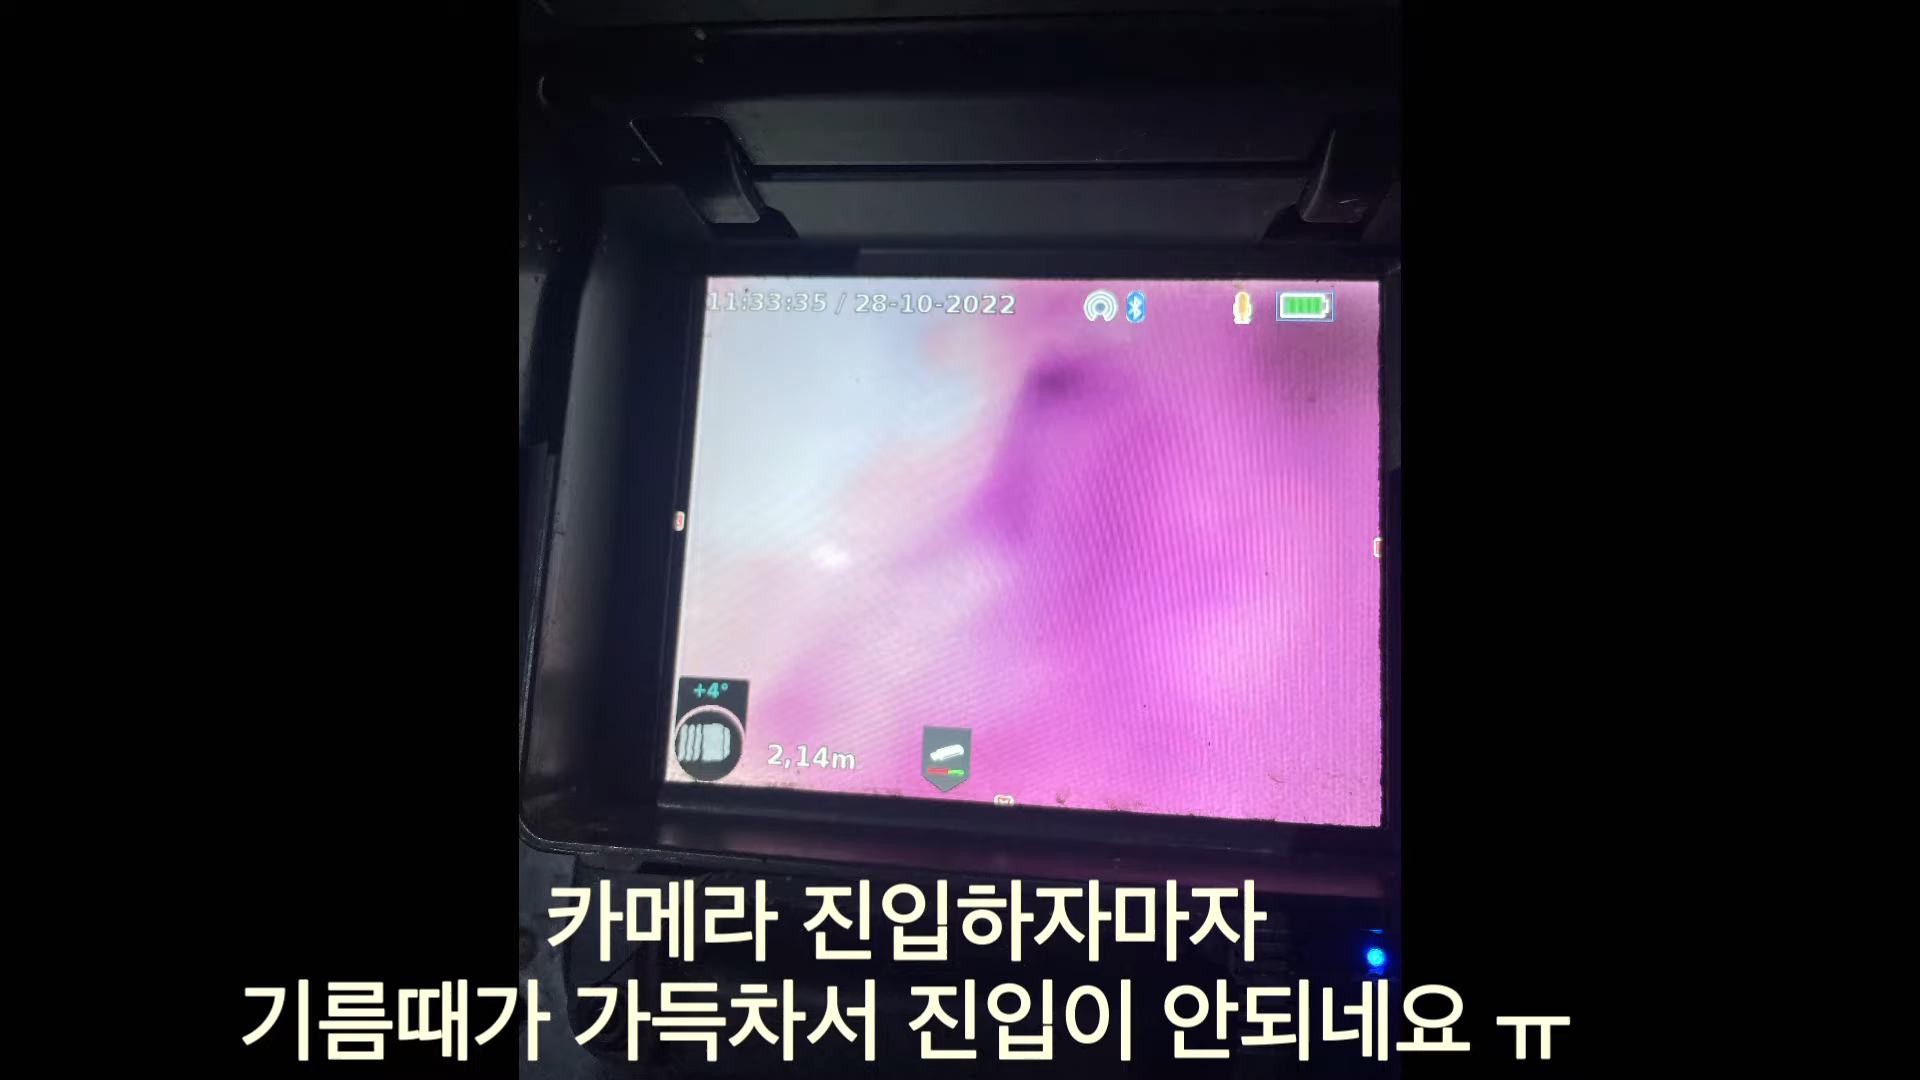 11:33:35 / 28-10-2022
+4°
2,14m
카메라 진입하자마자
기름때가 가득차서 진입이 안되네요 ㅠ